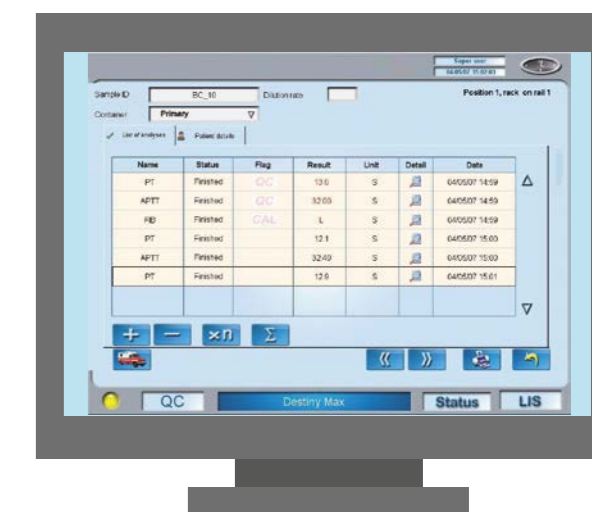 Super user
04/05/07 15:02:03
Sample ID BC_10 Dilution rate Position 1, rack on rail 1
Container Primary
List of analyses Patient details
Name Status Flag Result Unit Detail Date
PT Finished QC 13.6 S 04/05/07 14:59
APTT Finished QC 32.00 S 04/05/07 14:59
FIB Finished CAL L S 04/05/07 14:59
PT Finished 12.1 S 04/05/07 15:00
APTT Finished 32.40 S 04/05/07 15:00
PT Finished 12.9 S 04/05/07 15:01
×n Σ
QC Destiny Max Status LIS